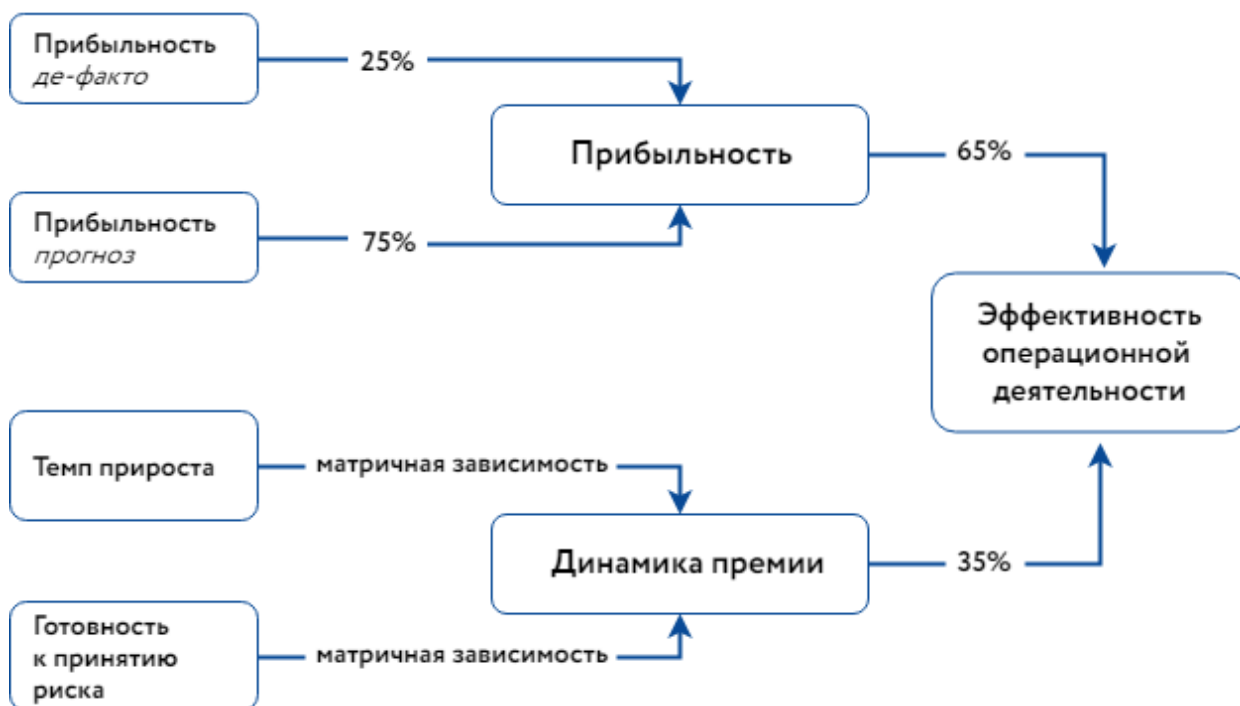 Прибыльность
де-факто
25%
Прибыльность
65%
Прибыльность
прогноз
75%
Эффективность
операционной
деятельности
Темп прироста
матричная зависимость
Динамика премии
35%
Готовность
к принятию
риска
матричная зависимость